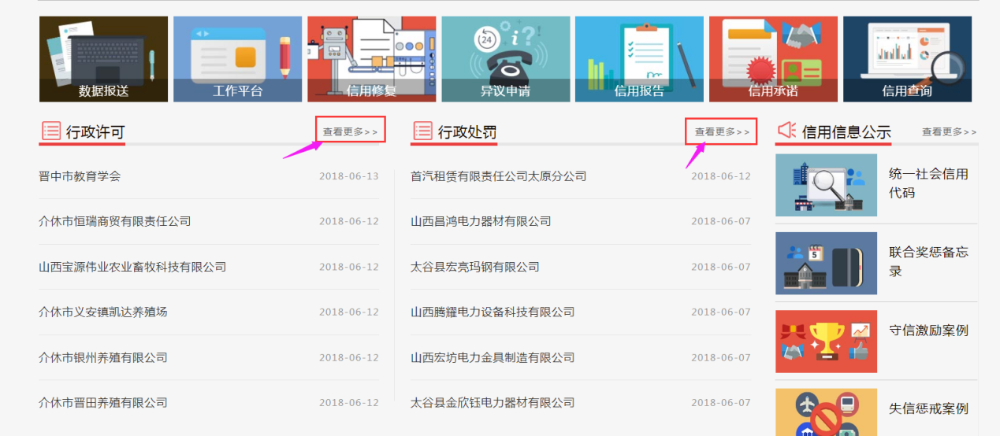 数据报送
工作平台
信用修复
24
异议申请
信用报告
信用承诺
信用查询
行政许可
查看更多>>
晋中市教育学会 2018-06-13
介休市恒瑞商贸有限责任公司 2018-06-12
山西宝源伟业农业畜牧科技有限公司 2018-06-12
介休市义安镇凯达养殖场 2018-06-12
介休市银州养殖有限公司 2018-06-12
介休市晋田养殖有限公司 2018-06-12
行政处罚
查看更多>>
首汽租赁有限责任公司太原分公司 2018-06-12
山西昌鸿电力器材有限公司 2018-06-07
太谷县宏亮玛钢有限公司 2018-06-07
山西腾耀电力设备科技有限公司 2018-06-07
山西宏坊电力金具制造有限公司 2018-06-07
太谷县金欣钰电力器材有限公司 2018-06-07
信用信息公示
查看更多>>
统一社会信用
代码
5
联合奖惩备忘
录
守信激励案例
失信惩戒案例